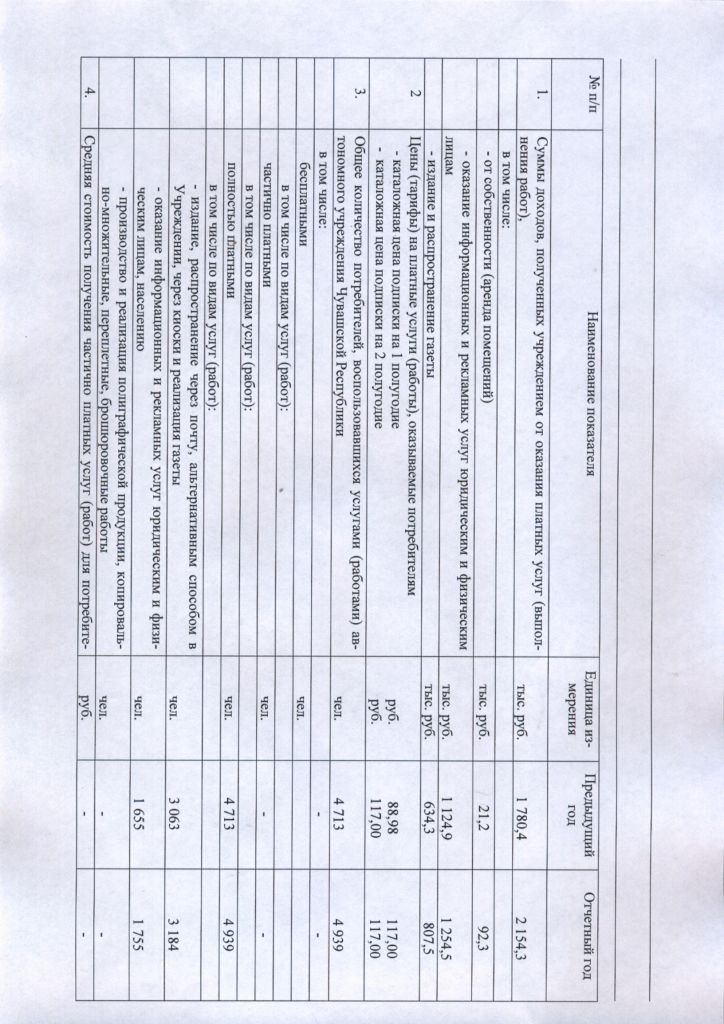 № п/п Наименование показателя Единица из- Предыдущий Отчетный год
мерения год
1. Суммы доходов, полученных учреждением от оказания платных услуг (выпол- тыс. руб. 1 780,4 2 154,3
нения работ),
в том числе:
- от собственности (аренда помещений) тыс. руб. 21,2 92,3
- оказание информационных и рекламных услуг юридическим и физическим тыс. руб. 1 124,9 1 254,5
лицам
- издание и распространение газеты тыс. руб. 634,3 807,5
2 Цены (тарифы) на платные услуги (работы), оказываемые потребителям
- каталожная цена подписки на 1 полугодие руб. 88,98 117,00
- каталожная цена подписки на 2 полугодие руб. 117,00 117,00
3. Общее количество потребителей, воспользовавшихся услугами (работами) ав- чел. 4 713 4 939
тономного учреждения Чувашской Республики
в том числе: - -
бесплатными чел.
в том числе по видам услуг (работ):
частично платными чел. - -
в том числе по видам услуг (работ):
полностью платными чел. 4 713 4 939
в том числе по видам услуг (работ):
- издание, распространение через почту, альтернативным способом в
Учреждении, через киоски и реализация газеты чел. 3 063 3 184
- оказание информационных и рекламных услуг юридическим и физи-
ческим лицам, населению чел. 1 655 1 755
- производство и реализация полиграфической продукции, копироваль-
но-множительные, переплетные, брошюровочные работы чел. - -
4. Средняя стоимость получения частично платных услуг (работ) для потребите- руб. - -